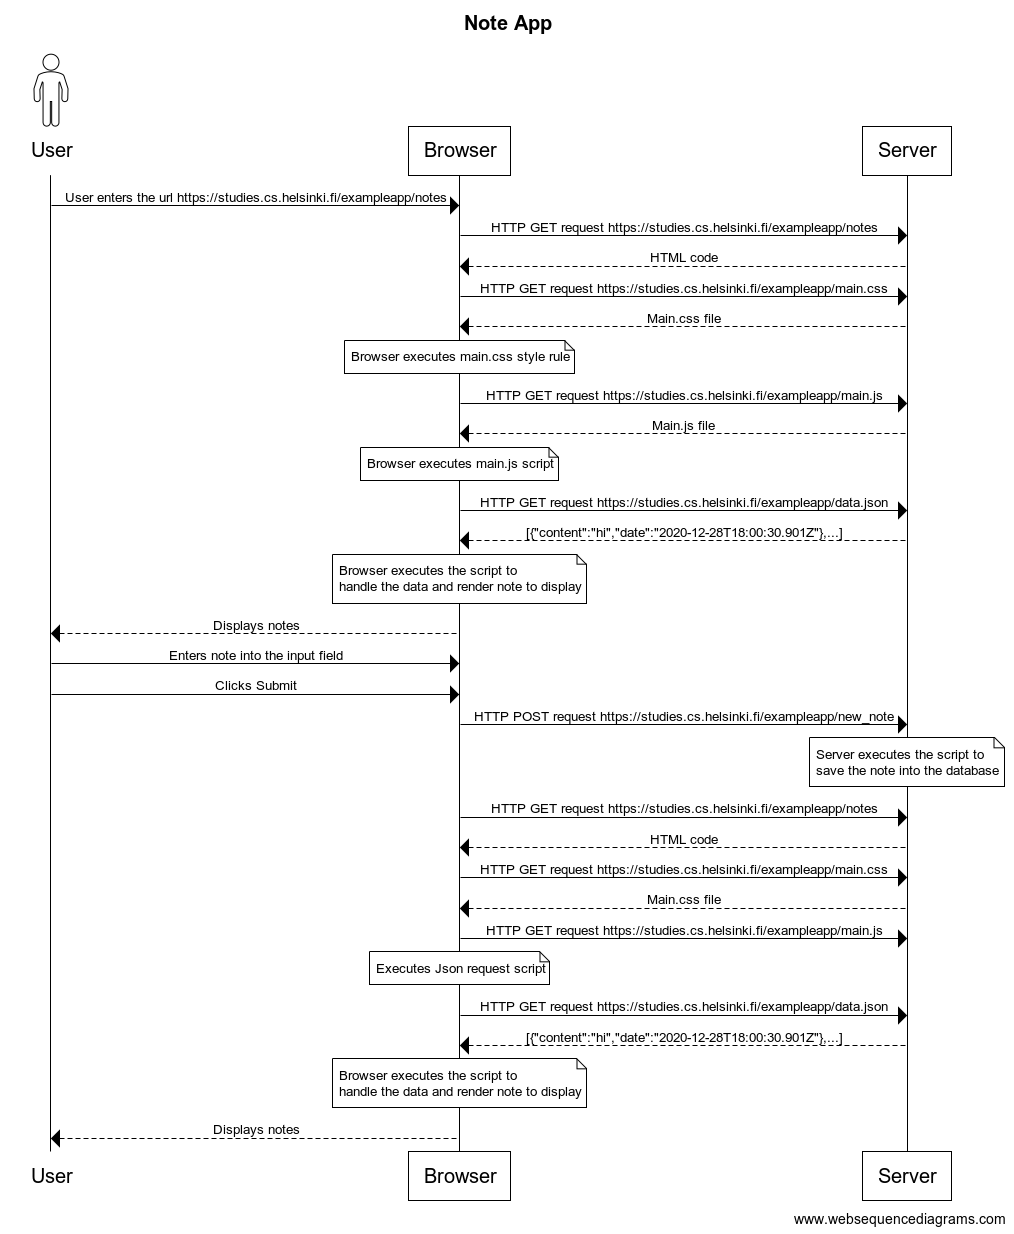 Note App
User
Browser
Server
User enters the url https://studies.cs.helsinki.fi/exampleapp/notes
HTTP GET request https://studies.cs.helsinki.fi/exampleapp/notes
HTML code
HTTP GET request https://studies.cs.helsinki.fi/exampleapp/main.css
Main.css file
Browser executes main.css style rule
HTTP GET request https://studies.cs.helsinki.fi/exampleapp/main.js
Main.js file
Browser executes main.js script
HTTP GET request https://studies.cs.helsinki.fi/exampleapp/data.json
[{"content":"hi","date":"2020-12-28T18:00:30.901Z"},...]
Browser executes the script to
handle the data and render note to display
Displays notes
Enters note into the input field
Clicks Submit
HTTP POST request https://studies.cs.helsinki.fi/exampleapp/new_note
Server executes the script to
save the note into the database
HTTP GET request https://studies.cs.helsinki.fi/exampleapp/notes
HTML code
HTTP GET request https://studies.cs.helsinki.fi/exampleapp/main.css
Main.css file
HTTP GET request https://studies.cs.helsinki.fi/exampleapp/main.js
Executes Json request script
HTTP GET request https://studies.cs.helsinki.fi/exampleapp/data.json
[{"content":"hi","date":"2020-12-28T18:00:30.901Z"},...]
Browser executes the script to
handle the data and render note to display
Displays notes
User
Browser
Server
www.websequencediagrams.com